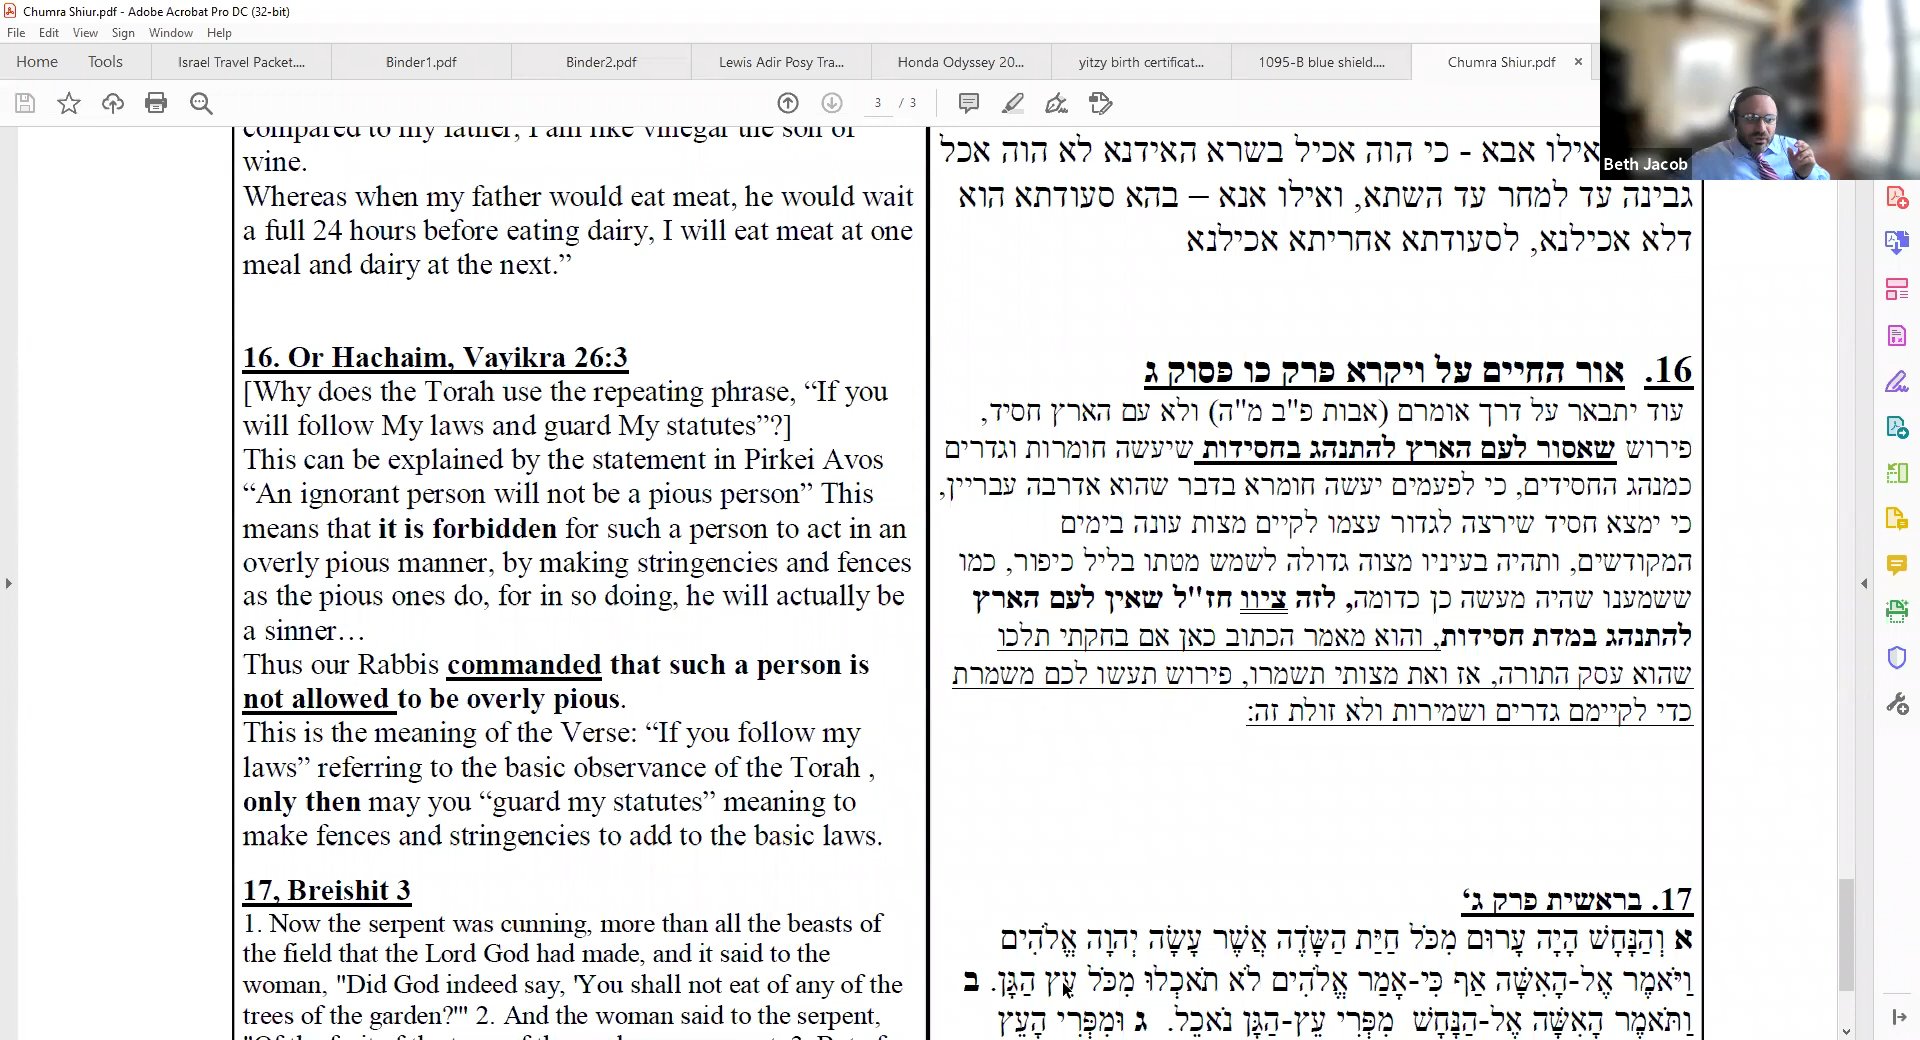 Chumra Shiur.pdf - Adobe Acrobat Pro DC (32-bit)
File Edit View Sign Window Help
Home Tools Israel Travel Packet.... Binder1.pdf Binder2.pdf Lewis Adir Posy Tra... Honda Odyssey 20... yitzy birth certificat... 1095-B blue shield.... Chumra Shiur.pdf ×
3 / 3
Beth Jacob
compared to my father, I am like vinegar the son of
wine.
Whereas when my father would eat meat, he would wait
a full 24 hours before eating dairy, I will eat meat at one
meal and dairy at the next.”
16. Or Hachaim, Vayikra 26:3
[Why does the Torah use the repeating phrase, “If you
will follow My laws and guard My statutes”?]
This can be explained by the statement in Pirkei Avos
“An ignorant person will not be a pious person” This
means that it is forbidden for such a person to act in an
overly pious manner, by making stringencies and fences
as the pious ones do, for in so doing, he will actually be
a sinner…
Thus our Rabbis commanded that such a person is
not allowed to be overly pious.
This is the meaning of the Verse: “If you follow my
laws” referring to the basic observance of the Torah ,
only then may you “guard my statutes” meaning to
make fences and stringencies to add to the basic laws.
17, Breishit 3
1. Now the serpent was cunning, more than all the beasts of
the field that the Lord God had made, and it said to the
woman, "Did God indeed say, 'You shall not eat of any of the
trees of the garden?'" 2. And the woman said to the serpent,
אילו אבא - כי הוה אכיל בשרא האידנא לא הוה אכל
גבינה עד למחר עד השתא, ואילו אנא – בהא סעודתא הוא
דלא אכילנא, לסעודתא אחריתא אכילנא
16. אור החיים על ויקרא פרק כו פסוק ג
עוד יתבאר על דרך אומרם (אבות פ"ב מ"ה) ולא עם הארץ חסיד,
פירוש שאסור לעם הארץ להתנהג בחסידות שיעשה חומרות וגדרים
כמנהג החסידים, כי לפעמים יעשה חומרא בדבר שהוא אדרבה עבריין,
כי ימצא חסיד שירצה לגדור עצמו לקיים מצות עונה בימים
המקודשים, ותהיה בעיניו מצוה גדולה לשמש מטתו בליל כיפור, כמו
ששמענו שהיה מעשה כן כדומה, לזה ציוו חז"ל שאין לעם הארץ
להתנהג במדת חסידות, והוא מאמר הכתוב כאן אם בחקתי תלכו
שהוא עסק התורה, אז ואת מצותי תשמרו, פירוש תעשו לכם משמרת
כדי לקיימם גדרים ושמירות ולא זולת זה:
17. בראשית פרק ג‘
א וְהַנָּחָשׁ הָיָה עָרוּם מִכֹּל חַיַּת הַשָּׂדֶה אֲשֶׁר עָשָׂה יְהוָה אֱלֹהִים
וַיֹּאמֶר אֶל-הָאִשָּׁה אַף כִּי-אָמַר אֱלֹהִים לֹא תֹאכְלוּ מִכֹּל עֵץ הַגָּן. ב
וַתֹּאמֶר הָאִשָּׁה אֶל-הַנָּחָשׁ מִפְּרִי עֵץ-הַגָּן נֹאכֵל. ג וּמִפְּרִי הָעֵץ